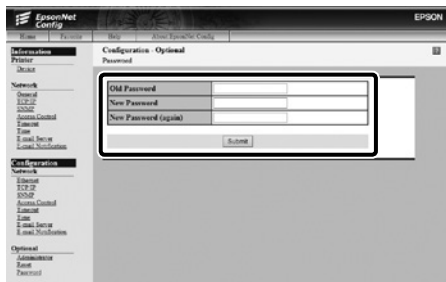 EpsonNet
Config
EPSON
Home Favorite Help About EpsonNet Config
Information
Printer
Device
Network
General
TCP/IP
SNMP
Access Control
Timeout
Time
E-mail Server
E-mail Notification
Configuration
Network
Ethernet
TCP/IP
SNMP
Access Control
Timeout
Time
E-mail Server
E-mail Notification
Optional
Administrator
Reset
Password
Configuration - Optional
Password
Old Password
New Password
New Password (again)
Submit